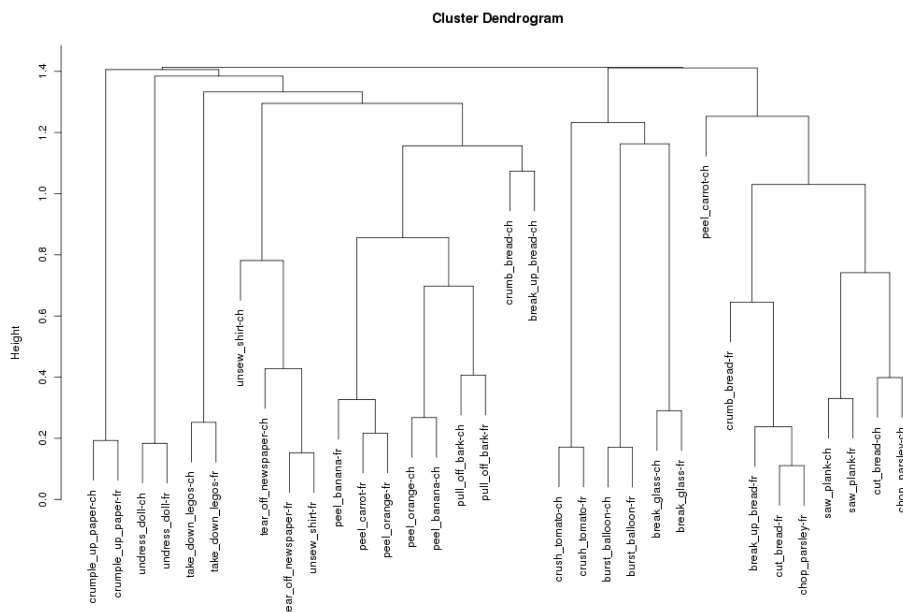 Cluster Dendrogram
Height
0.0
0.2
0.4
0.6
0.8
1.0
1.2
1.4
crumple_up_paper-ch
crumple_up_paper-fr
undress_doll-ch
undress_doll-fr
take_down_legos-ch
take_down_legos-fr
unsew_shirt-ch
tear_off_newspaper-ch
ear_off_newspaper-fr
unsew_shirt-fr
peel_banana-fr
peel_carrot-fr
peel_orange-fr
peel_orange-ch
peel_banana-ch
pull_off_bark-ch
pull_off_bark-fr
crumb_bread-ch
break_up_bread-ch
crush_tomato-ch
crush_tomato-fr
burst_balloon-ch
burst_balloon-fr
break_glass-ch
break_glass-fr
peel_carrot-ch
crumb_bread-fr
break_up_bread-fr
cut_bread-fr
chop_parsley-fr
saw_plank-ch
saw_plank-fr
cut_bread-ch
chop_parsley-ch